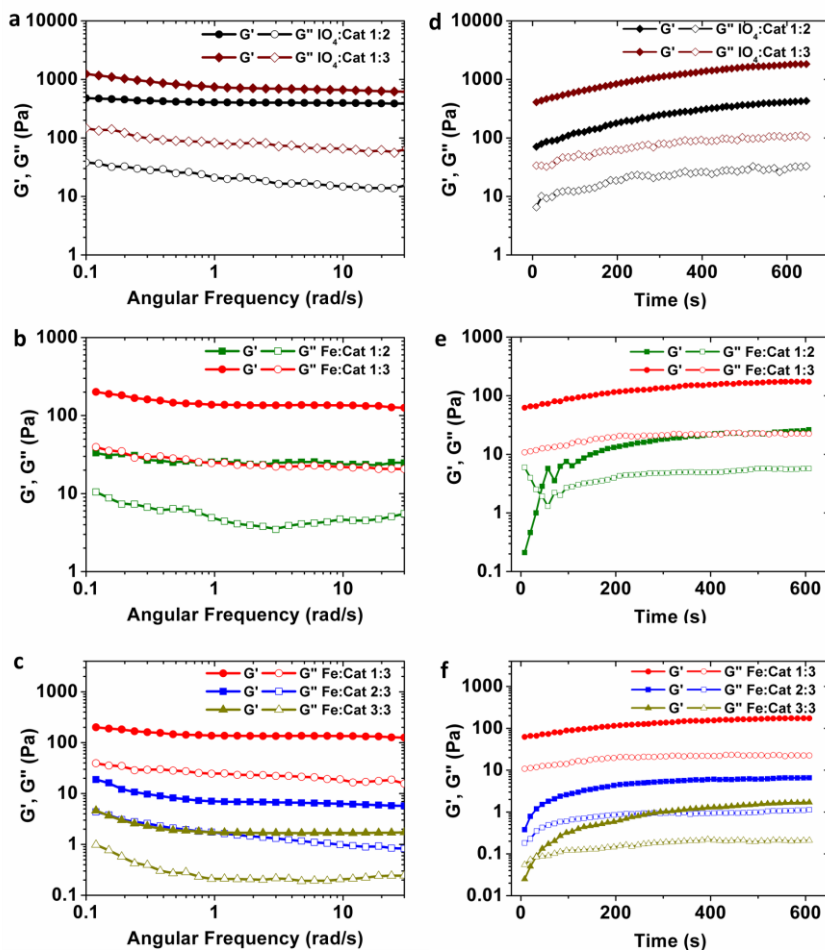 a
G' G" IO4:Cat 1:2
G' G" IO4:Cat 1:3
10000
1000
100
10
1
G', G" (Pa)
0.1 1 10
Angular Frequency (rad/s)
d
G' G" IO4:Cat 1:2
G' G" IO4:Cat 1:3
10000
1000
100
10
1
G', G" (Pa)
0 200 400 600
Time (s)
b
G' G" Fe:Cat 1:2
G' G" Fe:Cat 1:3
1000
100
10
1
G', G" (Pa)
0.1 1 10
Angular Frequency (rad/s)
e
G' G" Fe:Cat 1:2
G' G" Fe:Cat 1:3
1000
100
10
1
0.1
G', G" (Pa)
0 200 400 600
Time (s)
c
G' G" Fe:Cat 1:3
G' G" Fe:Cat 2:3
G' G" Fe:Cat 3:3
1000
100
10
1
0.1
G', G" (Pa)
0.1 1 10
Angular Frequency (rad/s)
f
G' G" Fe:Cat 1:3
G' G" Fe:Cat 2:3
G' G" Fe:Cat 3:3
1000
100
10
1
0.1
0.01
G', G" (Pa)
0 200 400 600
Time (s)